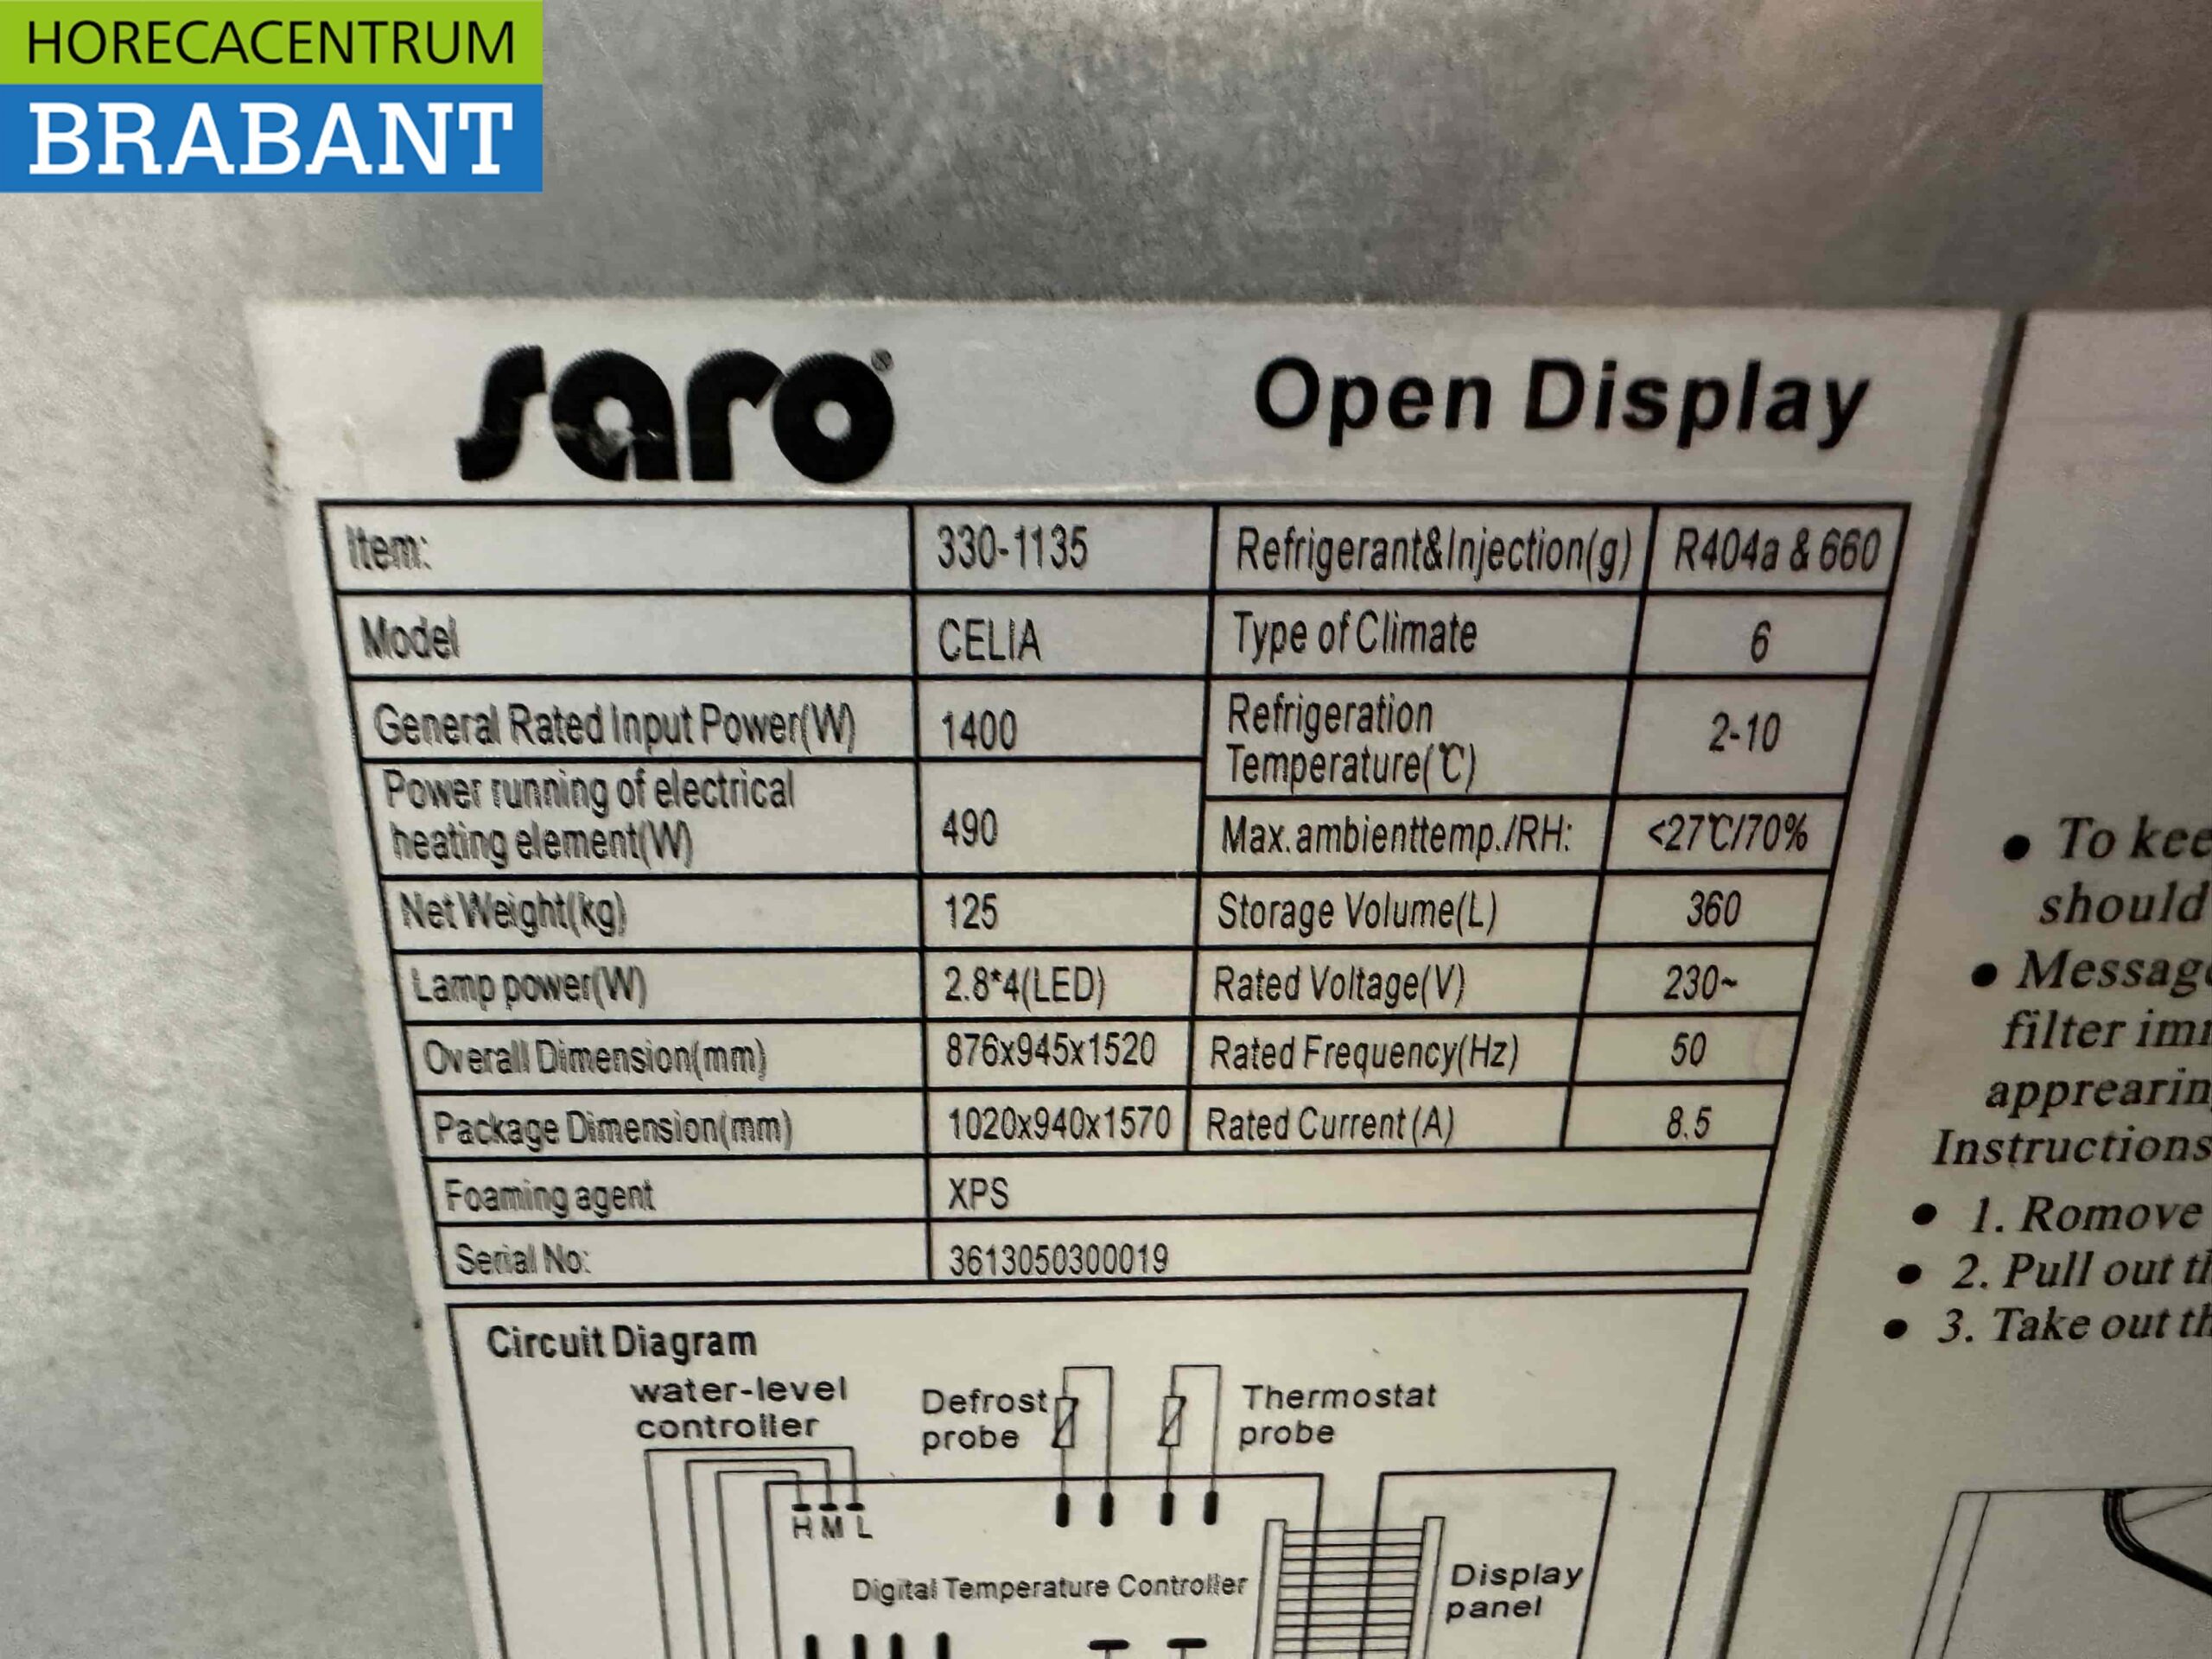 HORECACENTRUM
BRABANT
saro®
Open Display
Item: 330-1135 Refrigerant&Injection(g) R404a & 660
Model CELIA Type of Climate 6
General Rated Input Power(W) 1400 Refrigeration Temperature(℃) 2-10
Power running of electrical heating element(W) 490 Max.ambienttemp./RH: <27℃/70%
Net Weight(kg) 125 Storage Volume(L) 360
Lamp power(W) 2.8*4(LED) Rated Voltage(V) 230~
Overall Dimension(mm) 876x945x1520 Rated Frequency(Hz) 50
Package Dimension(mm) 1020x940x1570 Rated Current (A) 8.5
Foaming agent XPS
Serial No: 3613050300019
Circuit Diagram
water-level
controller
Defrost
probe
Thermostat
probe
H M L
Digital Temperature Controller
Display
panel
• To
should
• 
filter
Instructions
• 1. Romove
• 2. Pull out
• 3. Take out